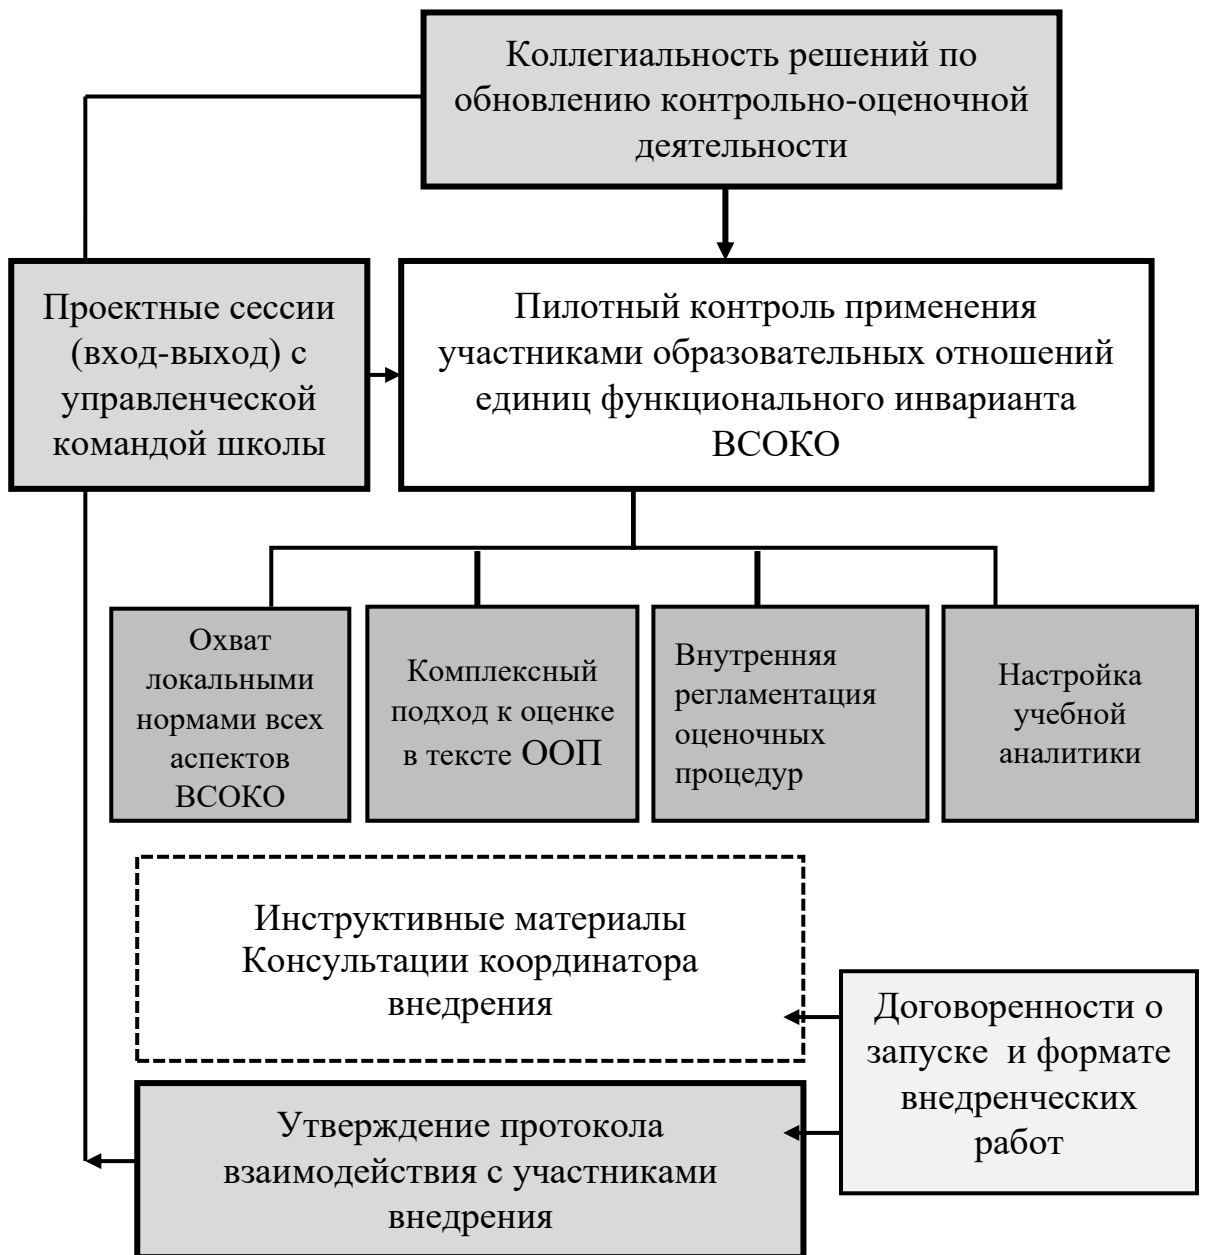 Коллегиальность решений по
обновлению контрольно-оценочной
деятельности
Проектные сессии
(вход-выход) с
управленческой
командой школы
Пилотный контроль применения
участниками образовательных отношений
единиц функционального инварианта
ВСОКО
Охват
локальными
нормами всех
аспектов
ВСОКО
Комплексный
подход к оценке
в тексте ООП
Внутренняя
регламентация
оценочных
процедур
Настройка
учебной
аналитики
Инструктивные материалы
Консультации координатора
внедрения
Договоренности о
запуске и формате
внедренческих
работ
Утверждение протокола
взаимодействия с участниками
внедрения